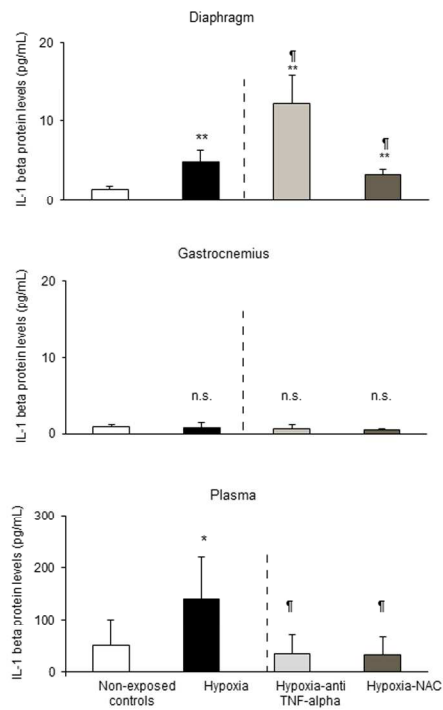 Diaphragm
IL-1 beta protein levels (pg/mL)
20
10
0
**
¶
**
¶
**
Gastrocnemius
IL-1 beta protein levels (pg/mL)
20
10
0
n.s.
n.s.
n.s.
Plasma
IL-1 beta protein levels (pg/mL)
300
200
100
0
*
¶
¶
Non-exposed
controls
Hypoxia
Hypoxia-anti
TNF-alpha
Hypoxia-NAC